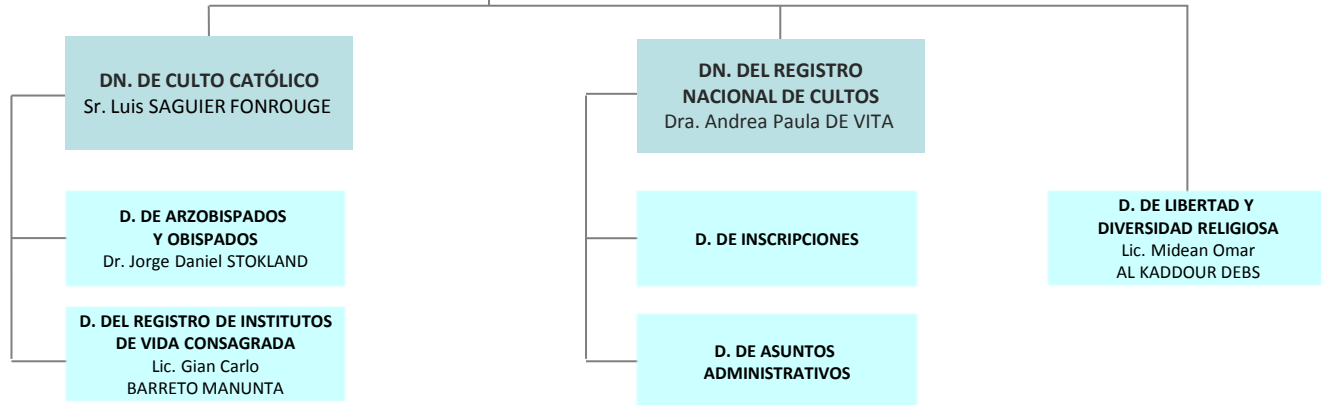 DN. DE CULTO CATÓLICO
Sr. Luis SAGUIER FONROUGE
D. DE ARZOBISPADOS
Y OBISPADOS
Dr. Jorge Daniel STOKLAND
D. DEL REGISTRO DE INSTITUTOS
DE VIDA CONSAGRADA
Lic. Gian Carlo
BARRETO MANUNTA
DN. DEL REGISTRO
NACIONAL DE CULTOS
Dra. Andrea Paula DE VITA
D. DE INSCRIPCIONES
D. DE ASUNTOS
ADMINISTRATIVOS
D. DE LIBERTAD Y
DIVERSIDAD RELIGIOSA
Lic. Midean Omar
AL KADDOUR DEBS